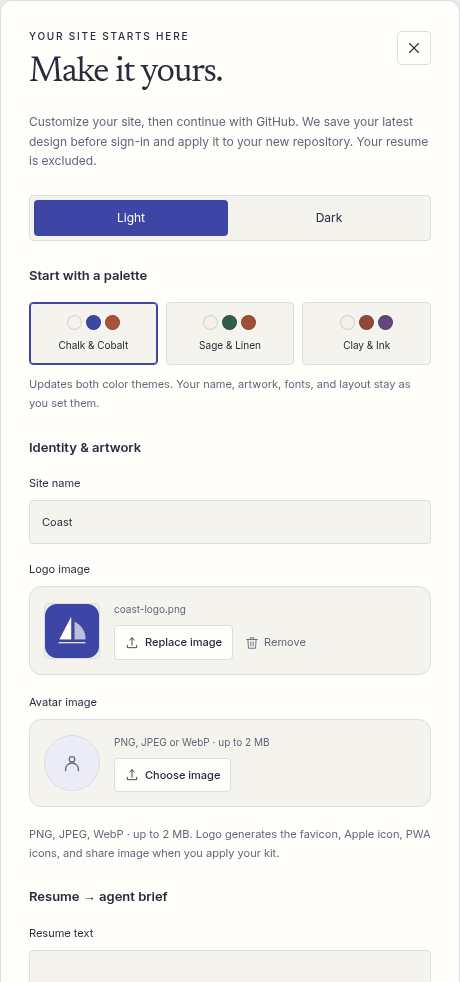 YOUR SITE STARTS HERE
Make it yours.
Customize your site, then continue with GitHub. We save your latest
design before sign-in and apply it to your new repository. Your resume
is excluded.
Light
Dark
Start with a palette
Chalk & Cobalt
Sage & Linen
Clay & Ink
Updates both color themes. Your name, artwork, fonts, and layout stay as
you set them.
Identity & artwork
Site name
Coast
Logo image
coast-logo.png
Replace image
Remove
Avatar image
PNG, JPEG or WebP · up to 2 MB
Choose image
PNG, JPEG, WebP · up to 2 MB. Logo generates the favicon, Apple icon, PWA
icons, and share image when you apply your kit.
Resume → agent brief
Resume text